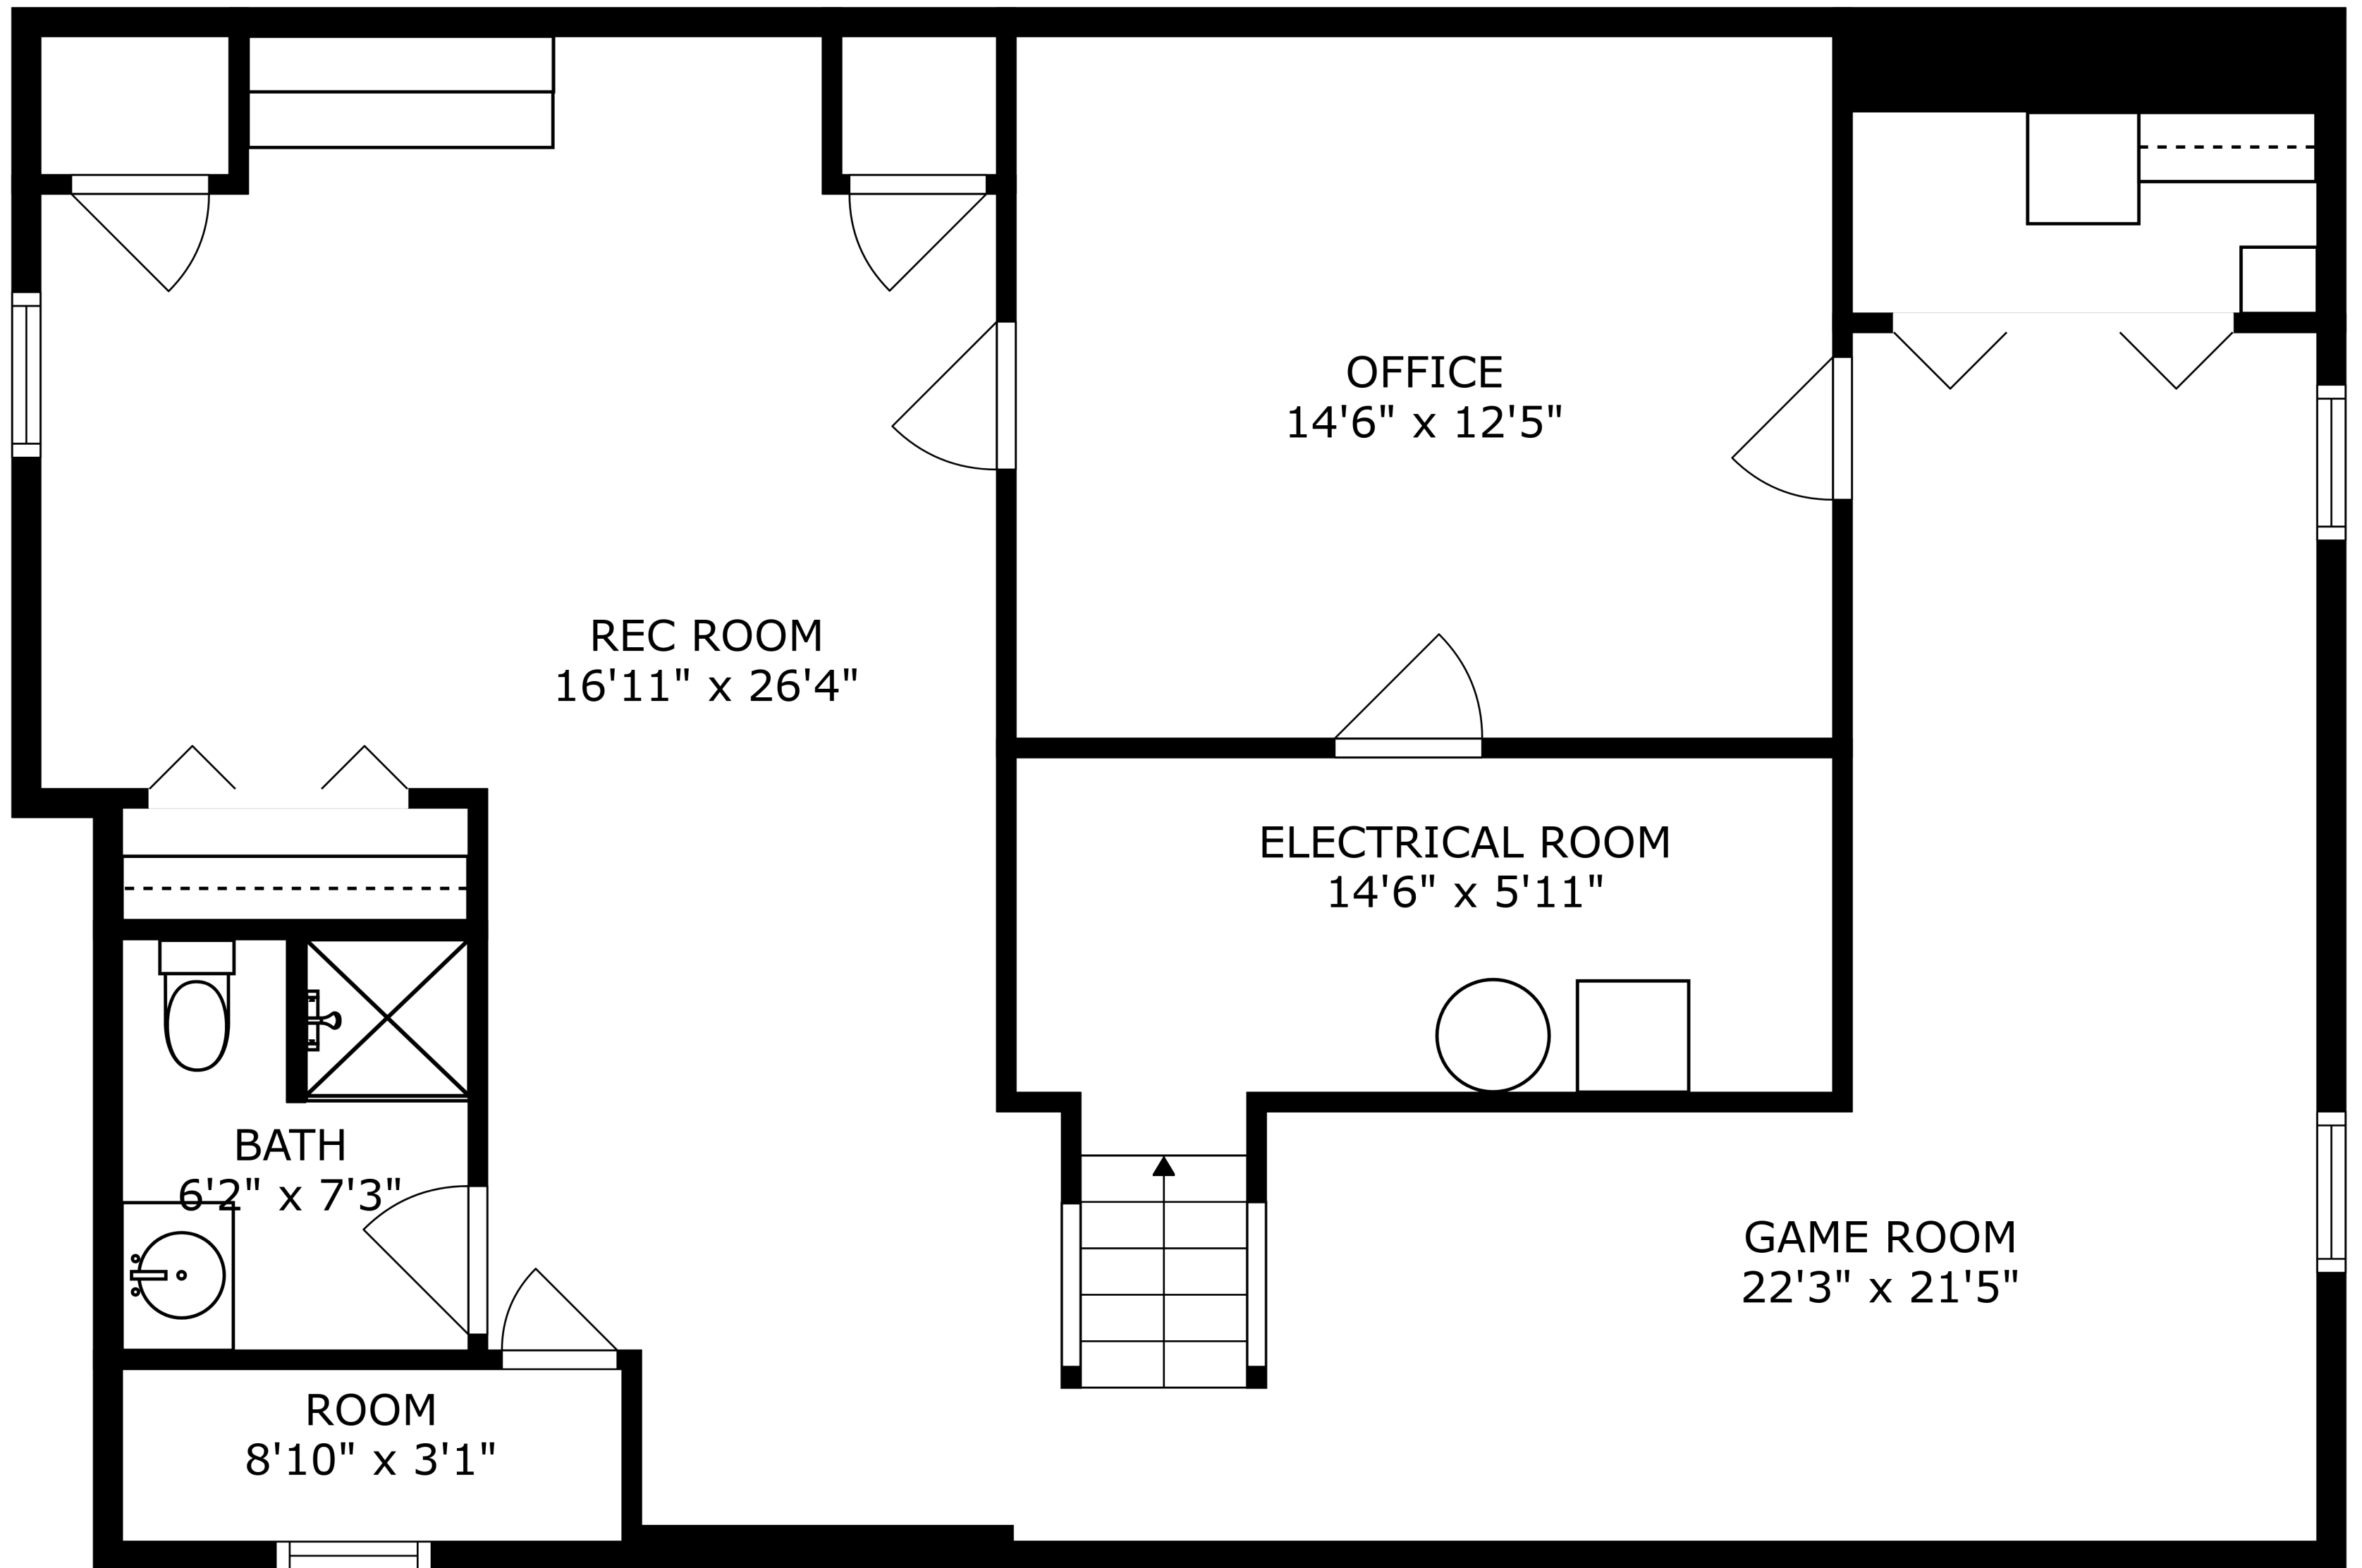 OFFICE
14'6" x 12'5"
REC ROOM
16'11" x 26'4"
ELECTRICAL ROOM
14'6" x 5'11"
BATH
6'2" x 7'3"
GAME ROOM
22'3" x 21'5"
ROOM
8'10" x 3'1"